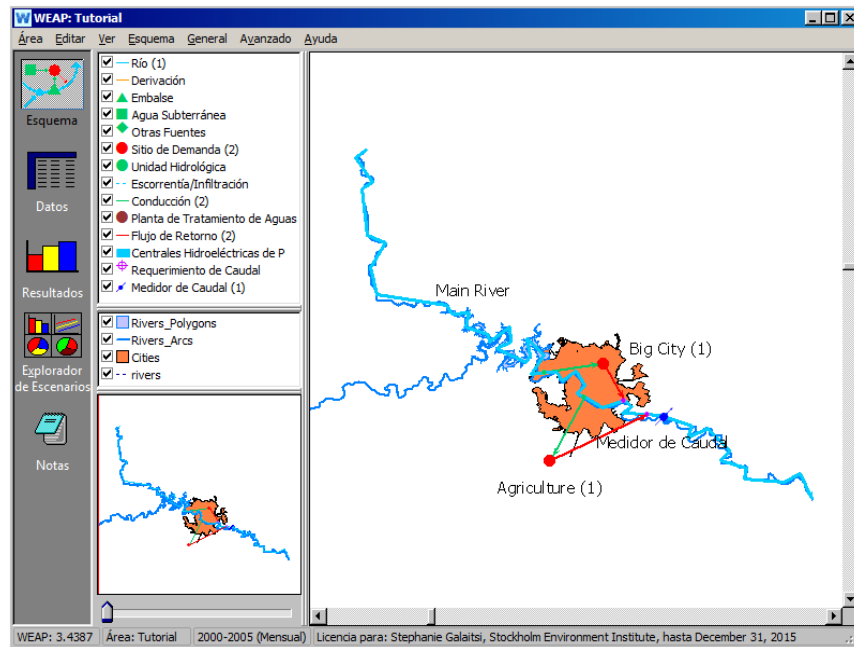 WEAP: Tutorial
Área Editar Ver Esquema General Avanzado Ayuda
Esquema
Datos
Resultados
Explorador
de Escenarios
Notas
Río (1)
Derivación
Embalse
Agua Subterránea
Otras Fuentes
Sitio de Demanda (2)
Unidad Hidrológica
Escorrentía/Infiltración
Conducción (2)
Planta de Tratamiento de Aguas
Flujo de Retorno (2)
Centrales Hidroeléctricas de P
Requerimiento de Caudal
Medidor de Caudal (1)
Rivers_Polygons
Rivers_Arcs
Cities
rivers
Main River
Big City (1)
Medidor de Caudal
Agriculture (1)
WEAP: 3.4387 Área: Tutorial 2000-2005 (Mensual) Licencia para: Stephanie Galaitsi, Stockholm Environment Institute, hasta December 31, 2015